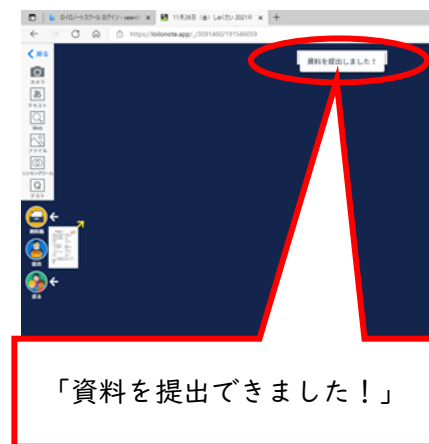 ロイロノート・スクール ログイン - search
11月26日（金）しゅくだい 2021年
https://loilonote.app/_/3091460/191546059
戻る
カメラ
あ
テキスト
Web
ファイル
シンキングツール
Q
テスト
資料箱
提出
送る
資料を提出しました！
「資料を提出できました！」